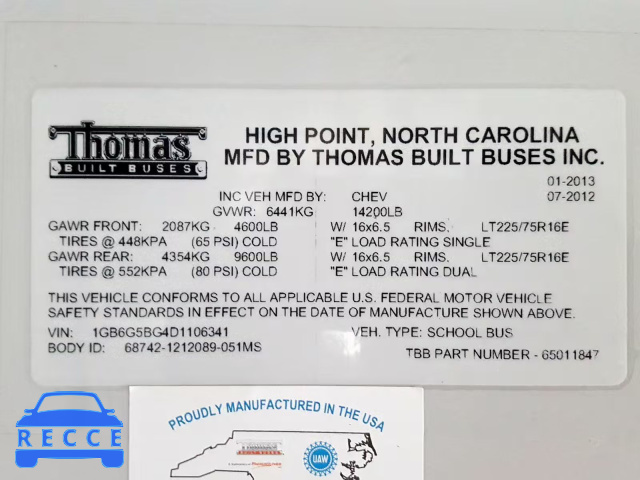 Thomas
BUILT BUSES
HIGH POINT, NORTH CAROLINA
MFD BY THOMAS BUILT BUSES INC.
01-2013
INC VEH MFD BY: CHEV 07-2012
GVWR: 6441KG 14200LB
GAWR FRONT: 2087KG 4600LB W/ 16x6.5 RIMS, LT225/75R16E
TIRES @ 448KPA (65 PSI) COLD "E" LOAD RATING SINGLE
GAWR REAR: 4354KG 9600LB W/ 16x6.5 RIMS, LT225/75R16E
TIRES @ 552KPA (80 PSI) COLD "E" LOAD RATING DUAL
THIS VEHICLE CONFORMS TO ALL APPLICABLE U.S. FEDERAL MOTOR VEHICLE
SAFETY STANDARDS IN EFFECT ON THE DATE OF MANUFACTURE SHOWN ABOVE.
VIN: 1GB6G5BG4D1106341 VEH. TYPE: SCHOOL BUS
BODY ID: 68742-1212089-051MS TBB PART NUMBER - 65011847
PROUDLY MANUFACTURED IN THE USA
Thomas
UAW
RECCE